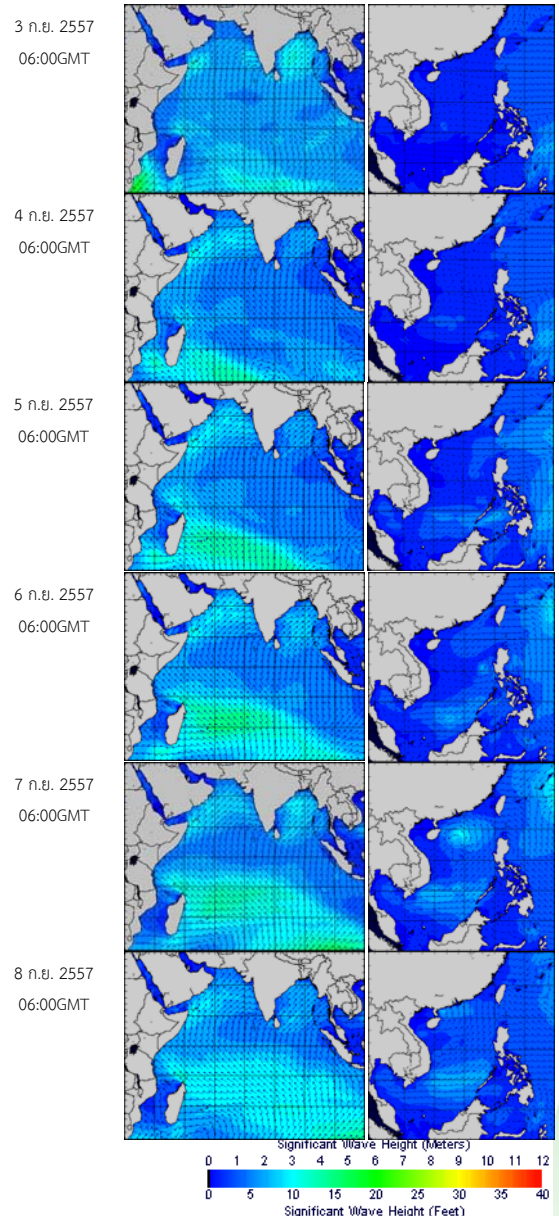 3 ก.ย. 2557
06:00GMT
4 ก.ย. 2557
06:00GMT
5 ก.ย. 2557
06:00GMT
6 ก.ย. 2557
06:00GMT
7 ก.ย. 2557
06:00GMT
8 ก.ย. 2557
06:00GMT
Significant Wave Height (Meters)
0 1 2 3 4 5 6 7 8 9 10 11 12
0 5 10 15 20 25 30 35 40
Significant Wave Height (Feet)